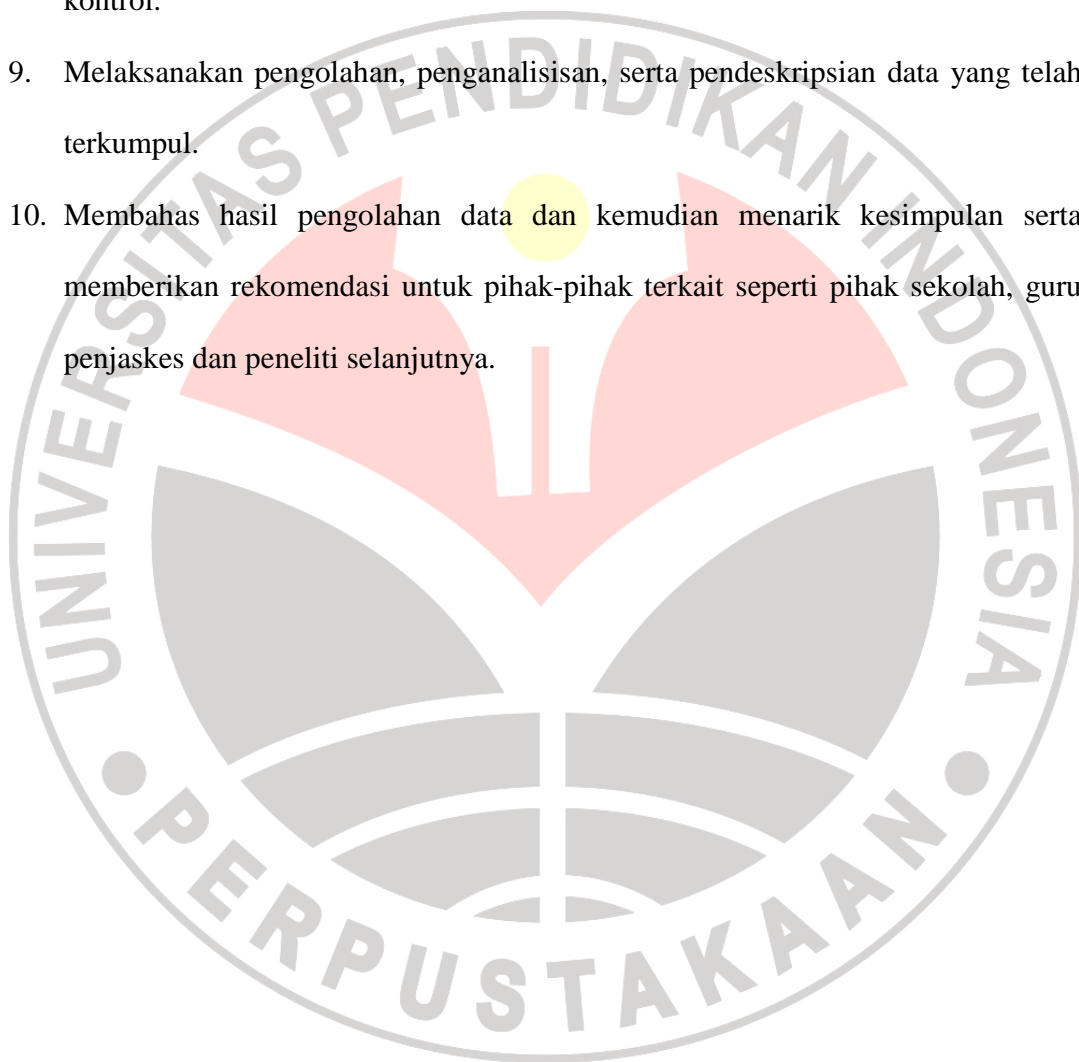 kontrol.
9. Melaksanakan pengolahan, penganalisisan, serta pendeskripsian data yang telah
terkumpul.
10. Membahas hasil pengolahan data dan kemudian menarik kesimpulan serta
memberikan rekomendasi untuk pihak-pihak terkait seperti pihak sekolah, guru
penjaskes dan peneliti selanjutnya.
UNIVERSITAS PENDIDIKAN INDONESIA
PERPUSTAKAAN